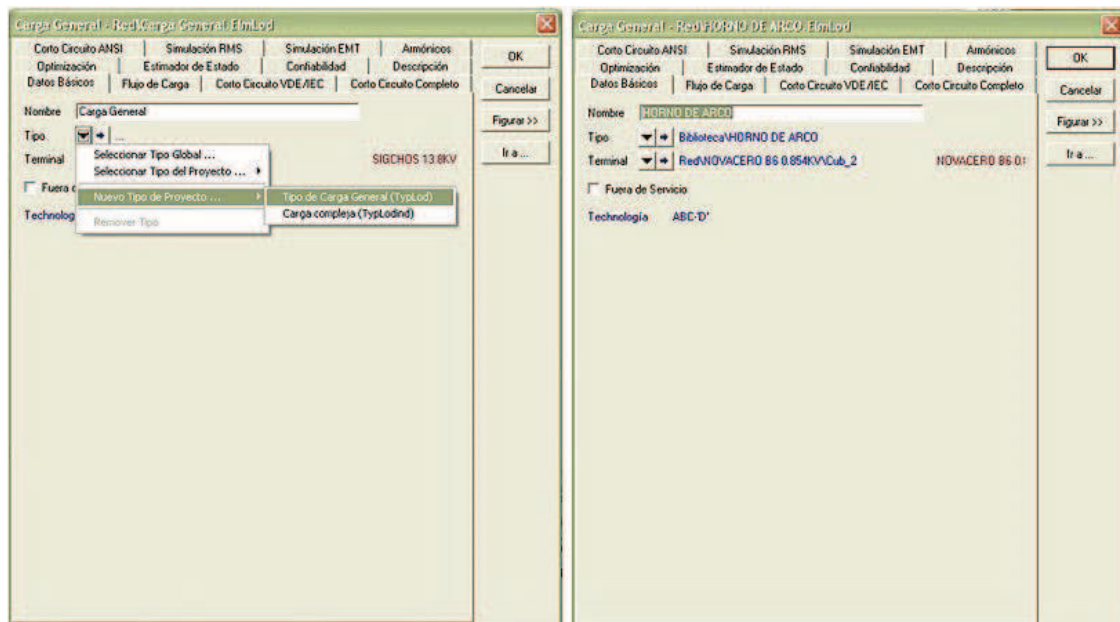 Carga General - Red\Carga General.ElmLod
Corto Circuito ANSI | Simulación RMS | Simulación EMT | Armónicos
Optimización | Estimador de Estado | Confiabilidad | Descripción
Datos Básicos | Flujo de Carga | Corto Circuito VDE/IEC | Corto Circuito Completo
OK
Cancelar
Figurar >>
Ir a ...
Nombre Carga General
Tipo ...
Terminal SIGCHOS 13.8KV
Seleccionar Tipo Global ...
Seleccionar Tipo del Proyecto ...
Fuera
Nuevo Tipo de Proyecto ...
Tipo de Carga General (TypLod)
Carga compleja (TypLodind)
Technolog
Remover Tipo
Carga General - Red\HORNO DE ARCO.ElmLod
Corto Circuito ANSI | Simulación RMS | Simulación EMT | Armónicos
Optimización | Estimador de Estado | Confiabilidad | Descripción
Datos Básicos | Flujo de Carga | Corto Circuito VDE/IEC | Corto Circuito Completo
OK
Cancelar
Figurar >>
Ir a ...
Nombre HORNO DE ARCO
Tipo Biblioteca\HORNO DE ARCO
Terminal Red\NOVACERO B6 0.854KV\Cub_2 NOVACERO B6 0.
Fuera de Servicio
Technología ABC-'D'